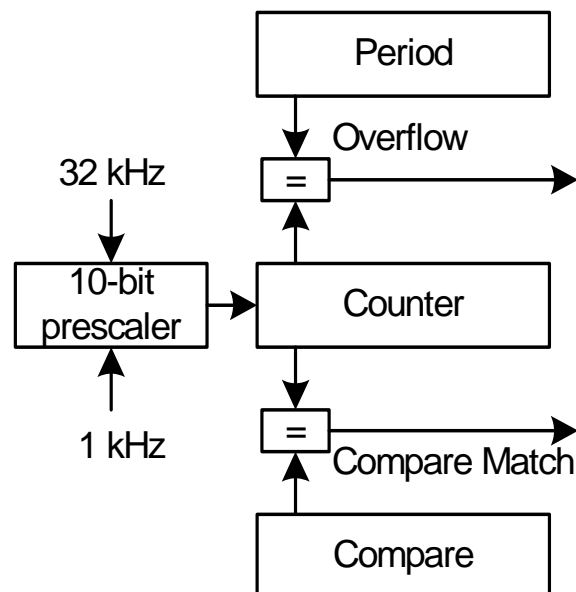 Period
Overflow
=
32 kHz
10-bit
prescaler
Counter
1 kHz
=
Compare Match
Compare